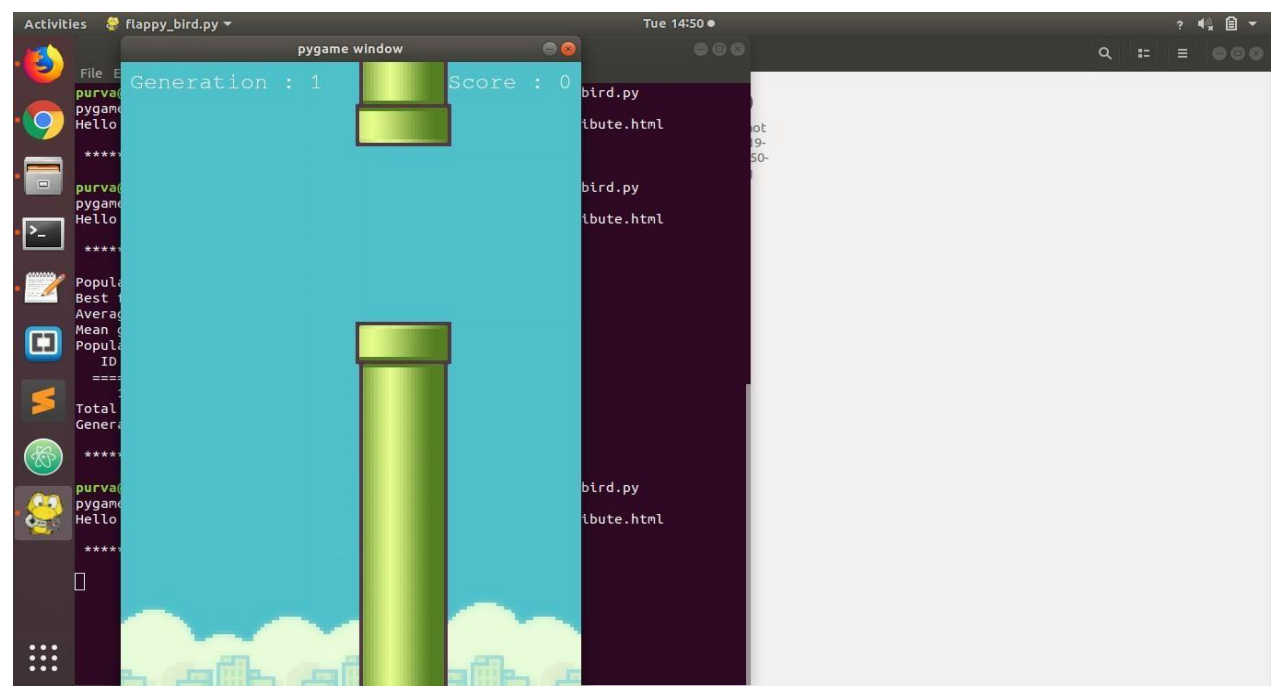 Activities flappy_bird.py Tue 14:50
pygame window
File E
Generation : 1 Score : 0
purva@ bird.py
pygame
Hello ibute.html
****
purva@ bird.py
pygame
Hello ibute.html
****
Popula
Best f
Averag
Mean g
Popula
ID
====
Total
Genera
****
purva@ bird.py
pygame
Hello ibute.html
****
not
19-
50-